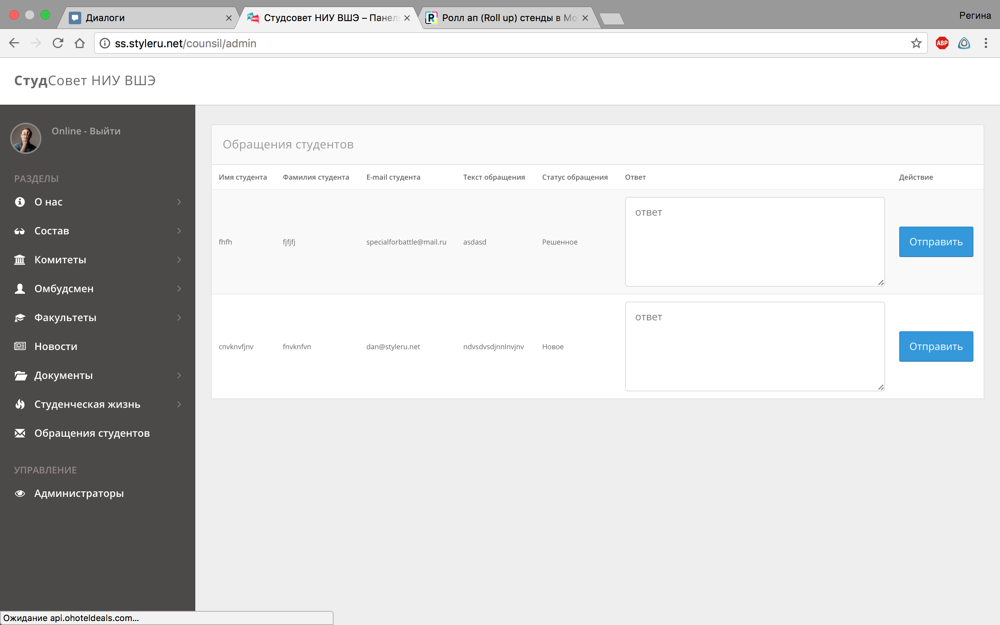 Диалоги
Студсовет НИУ ВШЭ – Панел
Ролл ап (Roll up) стенды в Мо
Регина
ss.styleru.net/counsil/admin
ABP
СтудСовет НИУ ВШЭ
Online - Выйти
РАЗДЕЛЫ
О нас
Состав
Комитеты
Омбудсмен
Факультеты
Новости
Документы
Студенческая жизнь
Обращения студентов
УПРАВЛЕНИЕ
Администраторы
Обращения студентов
Имя студента Фамилия студента E-mail студента Текст обращения Статус обращения Ответ Действие
fhfh fjfjfj specialforbattle@mail.ru asdasd Решенное ответ Отправить
cnvknvfjnv fnvknfvn dan@styleru.net ndvsdvsdjnnlnvjnv Новое ответ Отправить
Ожидание api.ohoteldeals.com...